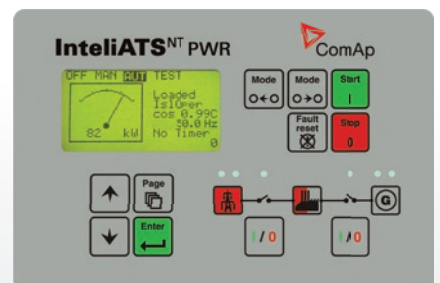 InteliATS NT PWR
ComAp
OFF MAN AUT TEST
Loaded
IslOper
cos 0.99C
50.0 Hz
82 kW No Timer
0
Mode
Mode
Start
I
Fault reset
Stop
0
Page
Enter
G
I / 0
I / 0